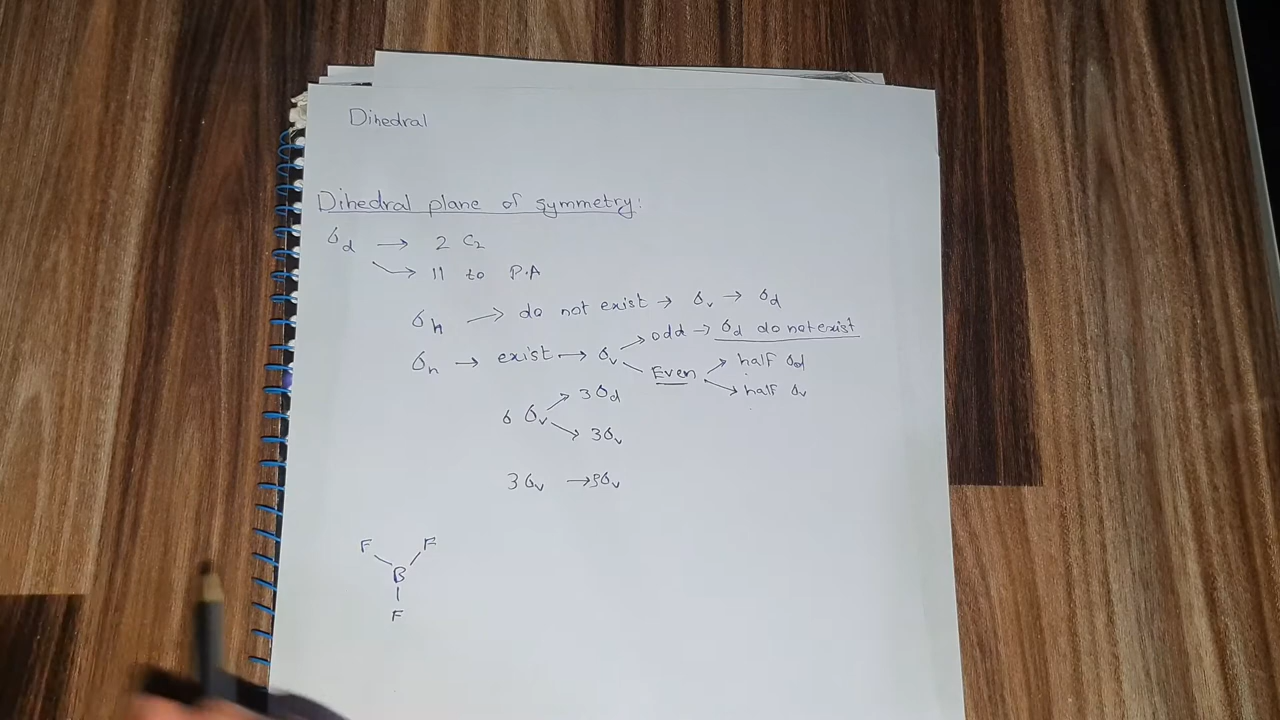 Dihedral
Dihedral plane of symmetry:
σd → 2 C2
→ 11 to P.A
σh → do not exist → σv → σd
σh → exist → σv → odd → σd do not exist
Even → half σd
→ half σv
6 σv → 3σd
→ 3σv
3σv → 3σv
F F
B
F